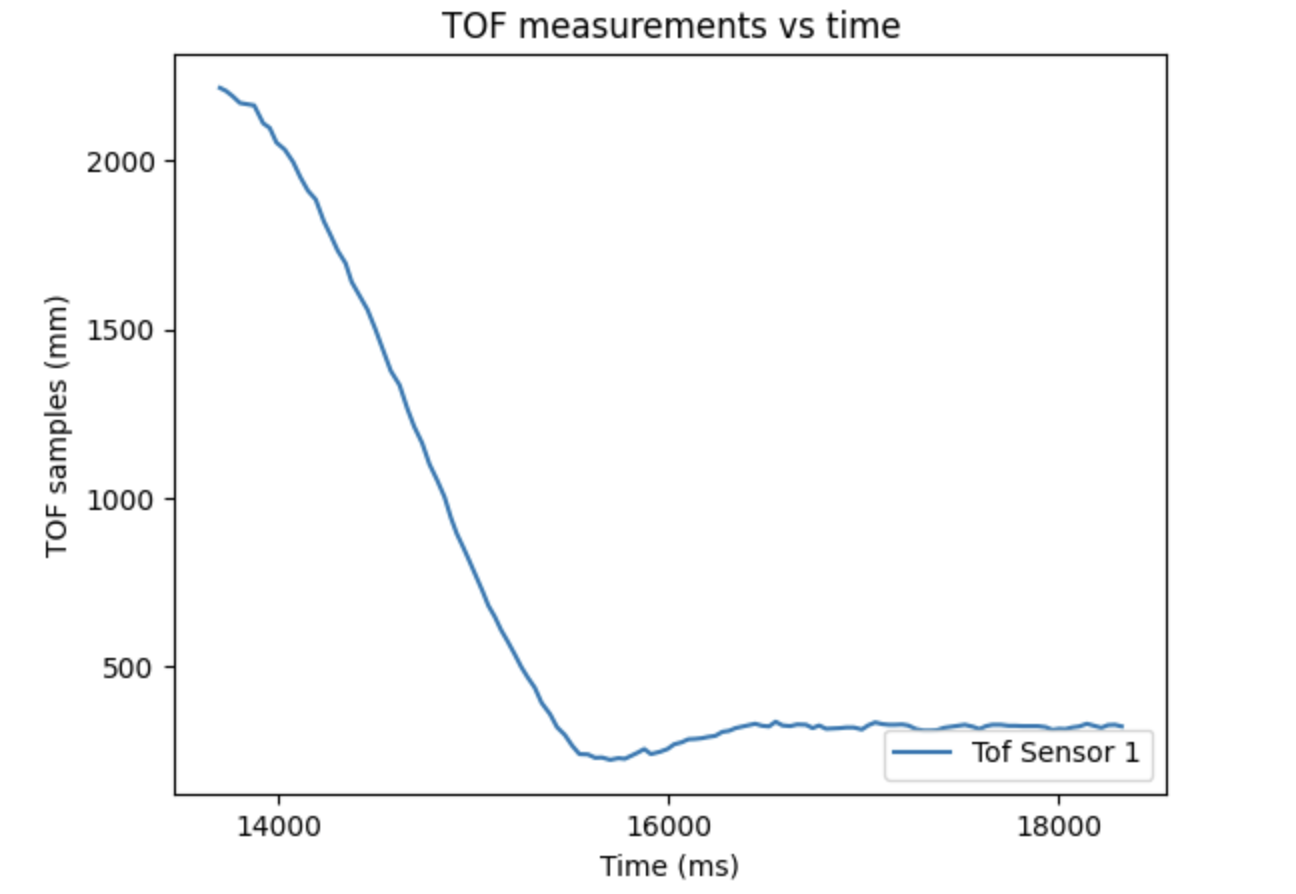 TOF measurements vs time
TOF samples (mm)
2000
1500
1000
500
Tof Sensor 1
14000 16000 18000
Time (ms)